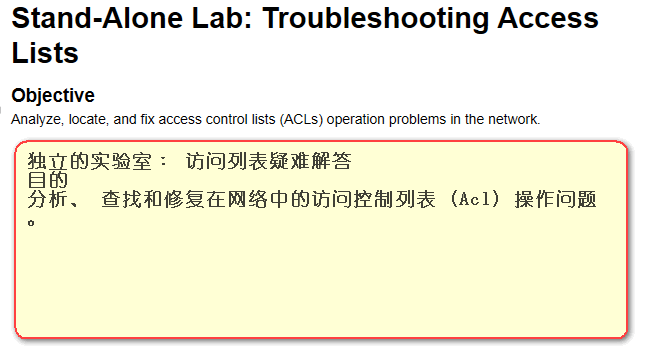 Stand-Alone Lab: Troubleshooting Access
Lists
Objective
Analyze, locate, and fix access control lists (ACLs) operation problems in the network.
独立的实验室： 访问列表疑难解答
目的
分析、 查找和修复在网络中的访问控制列表 (Acl) 操作问题
。